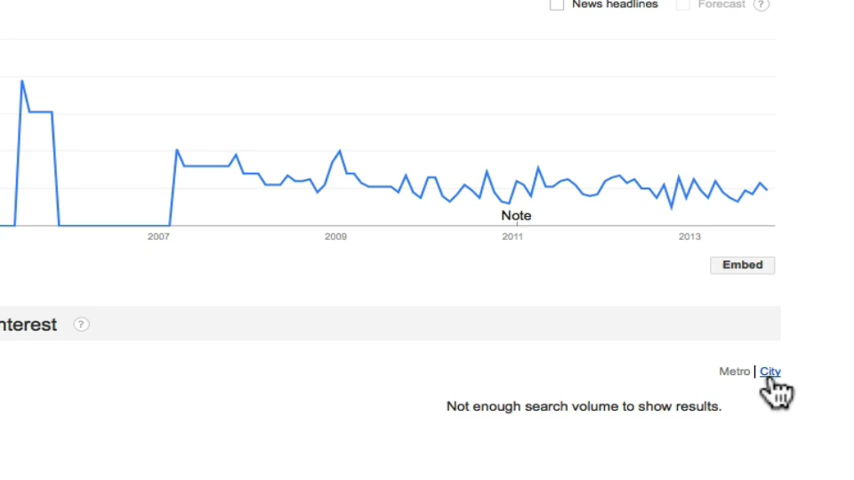 News headlines Forecast ?
Note
2007 2009 2011 2013
Embed
nterest ?
Metro | City
Not enough search volume to show results.